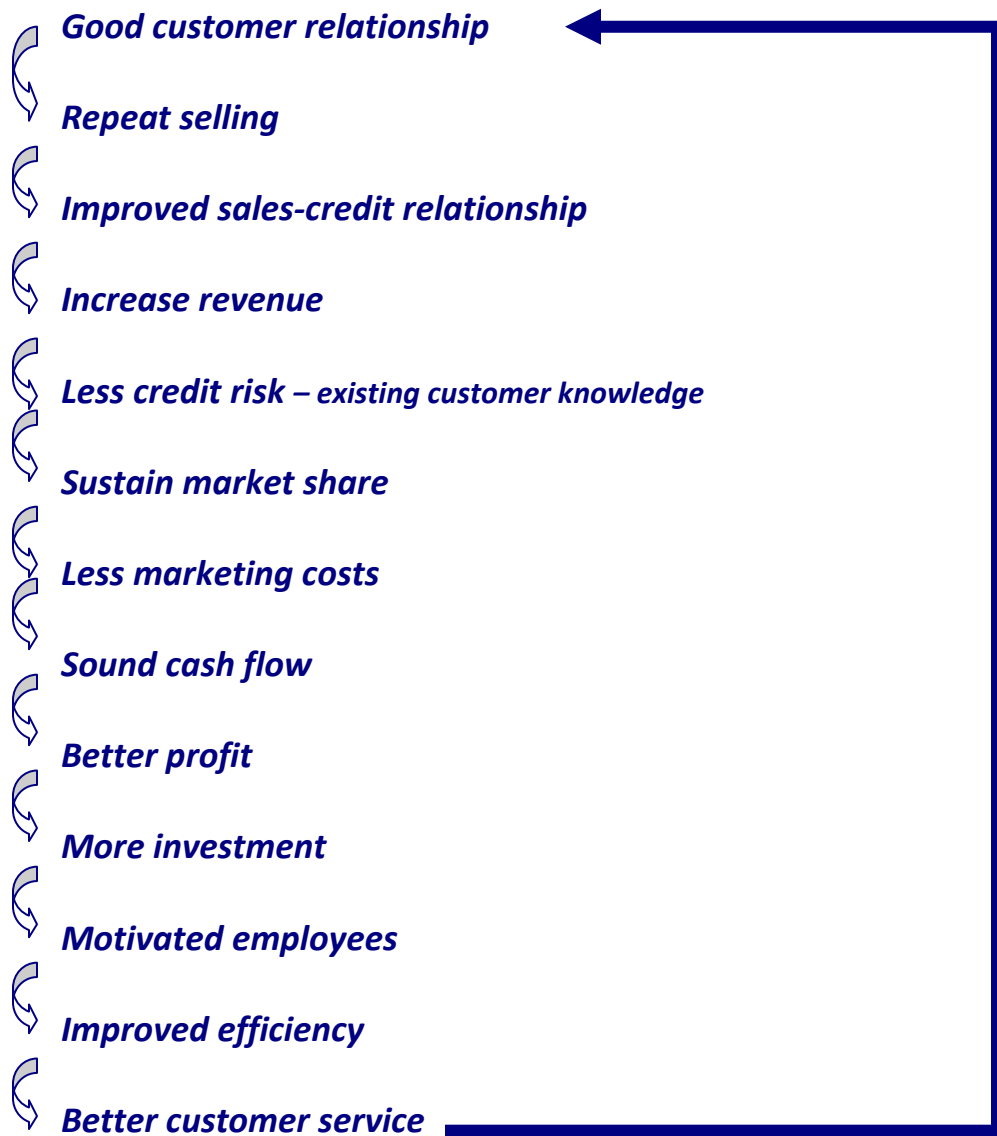 Good customer relationship
Repeat selling
Improved sales-credit relationship
Increase revenue
Less credit risk – existing customer knowledge
Sustain market share
Less marketing costs
Sound cash flow
Better profit
More investment
Motivated employees
Improved efficiency
Better customer service